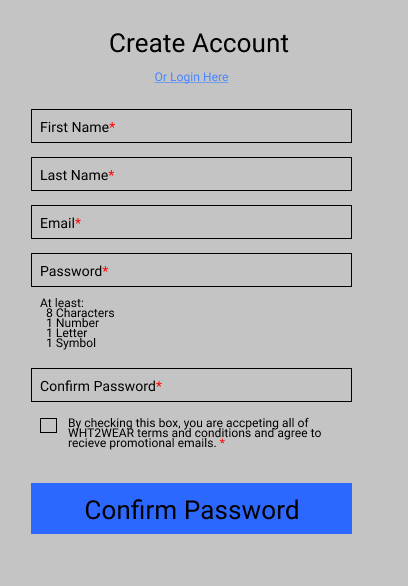 Create Account
Or Login Here
First Name*
Last Name*
Email*
Password*
At least:
8 Characters
1 Number
1 Letter
1 Symbol
Confirm Password*
By checking this box, you are accpeting all of
WHT2WEAR terms and conditions and agree to
recieve promotional emails. *
Confirm Password